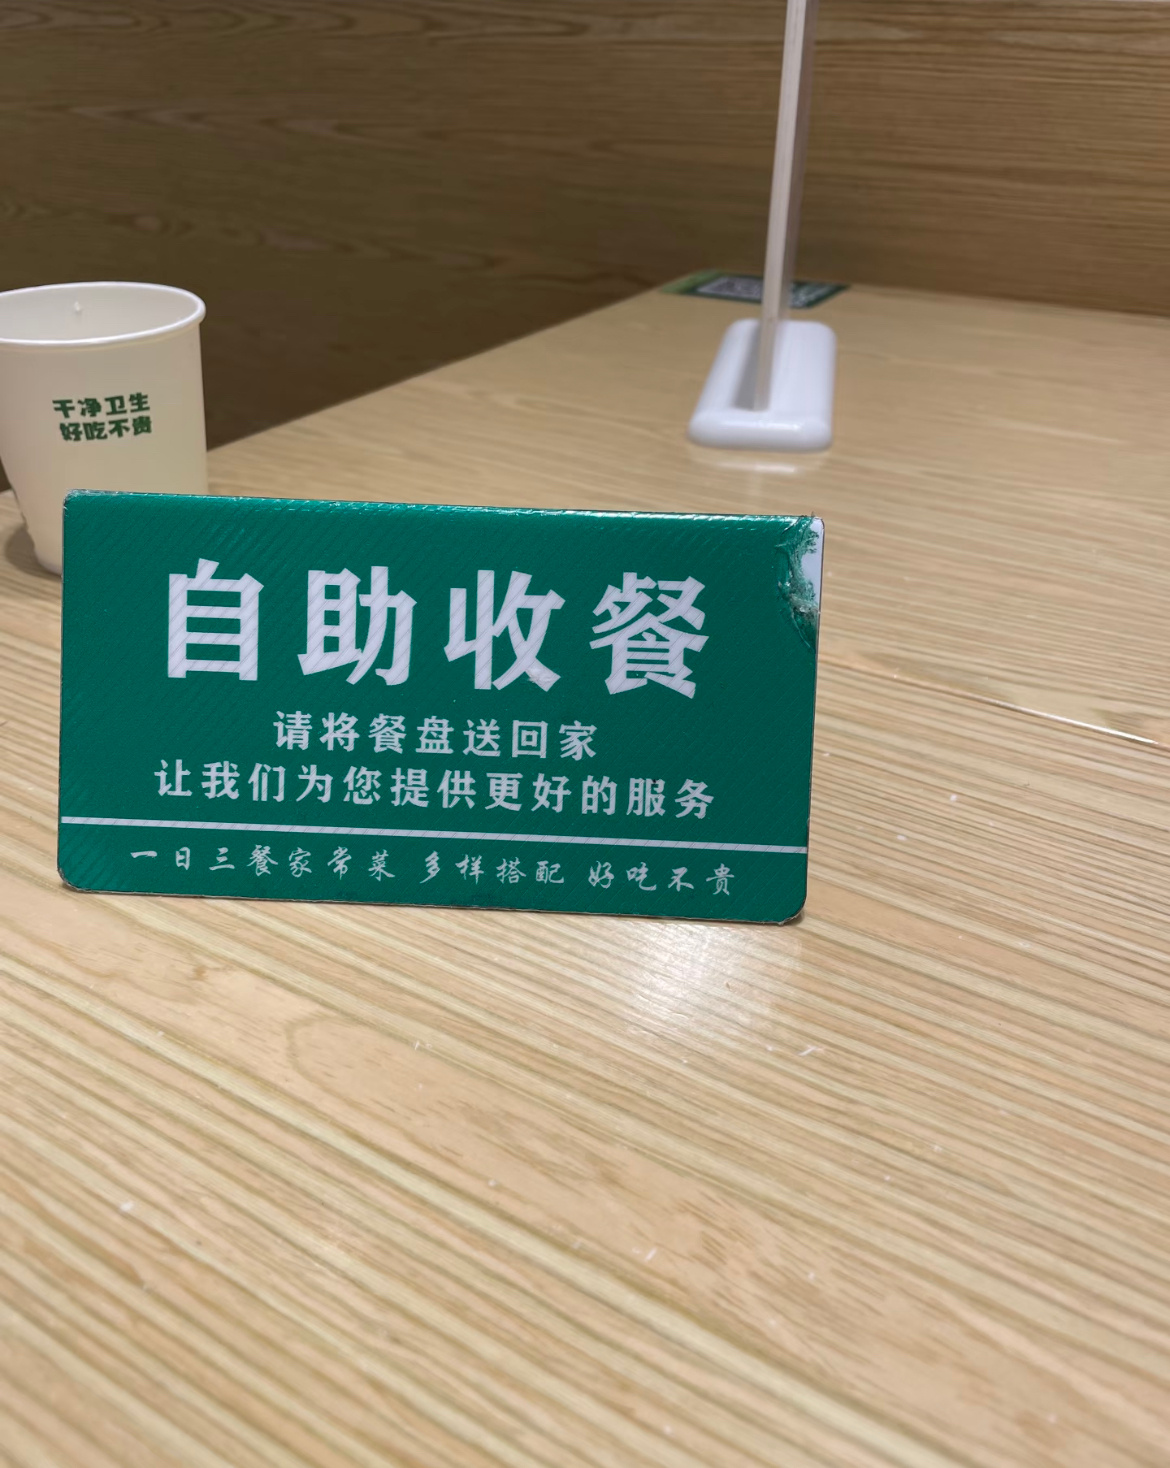 干净卫生
好吃不贵
自助收餐
请将餐盘送回家
让我们为您提供更好的服务
一日三餐家常菜 多样搭配 好吃不贵